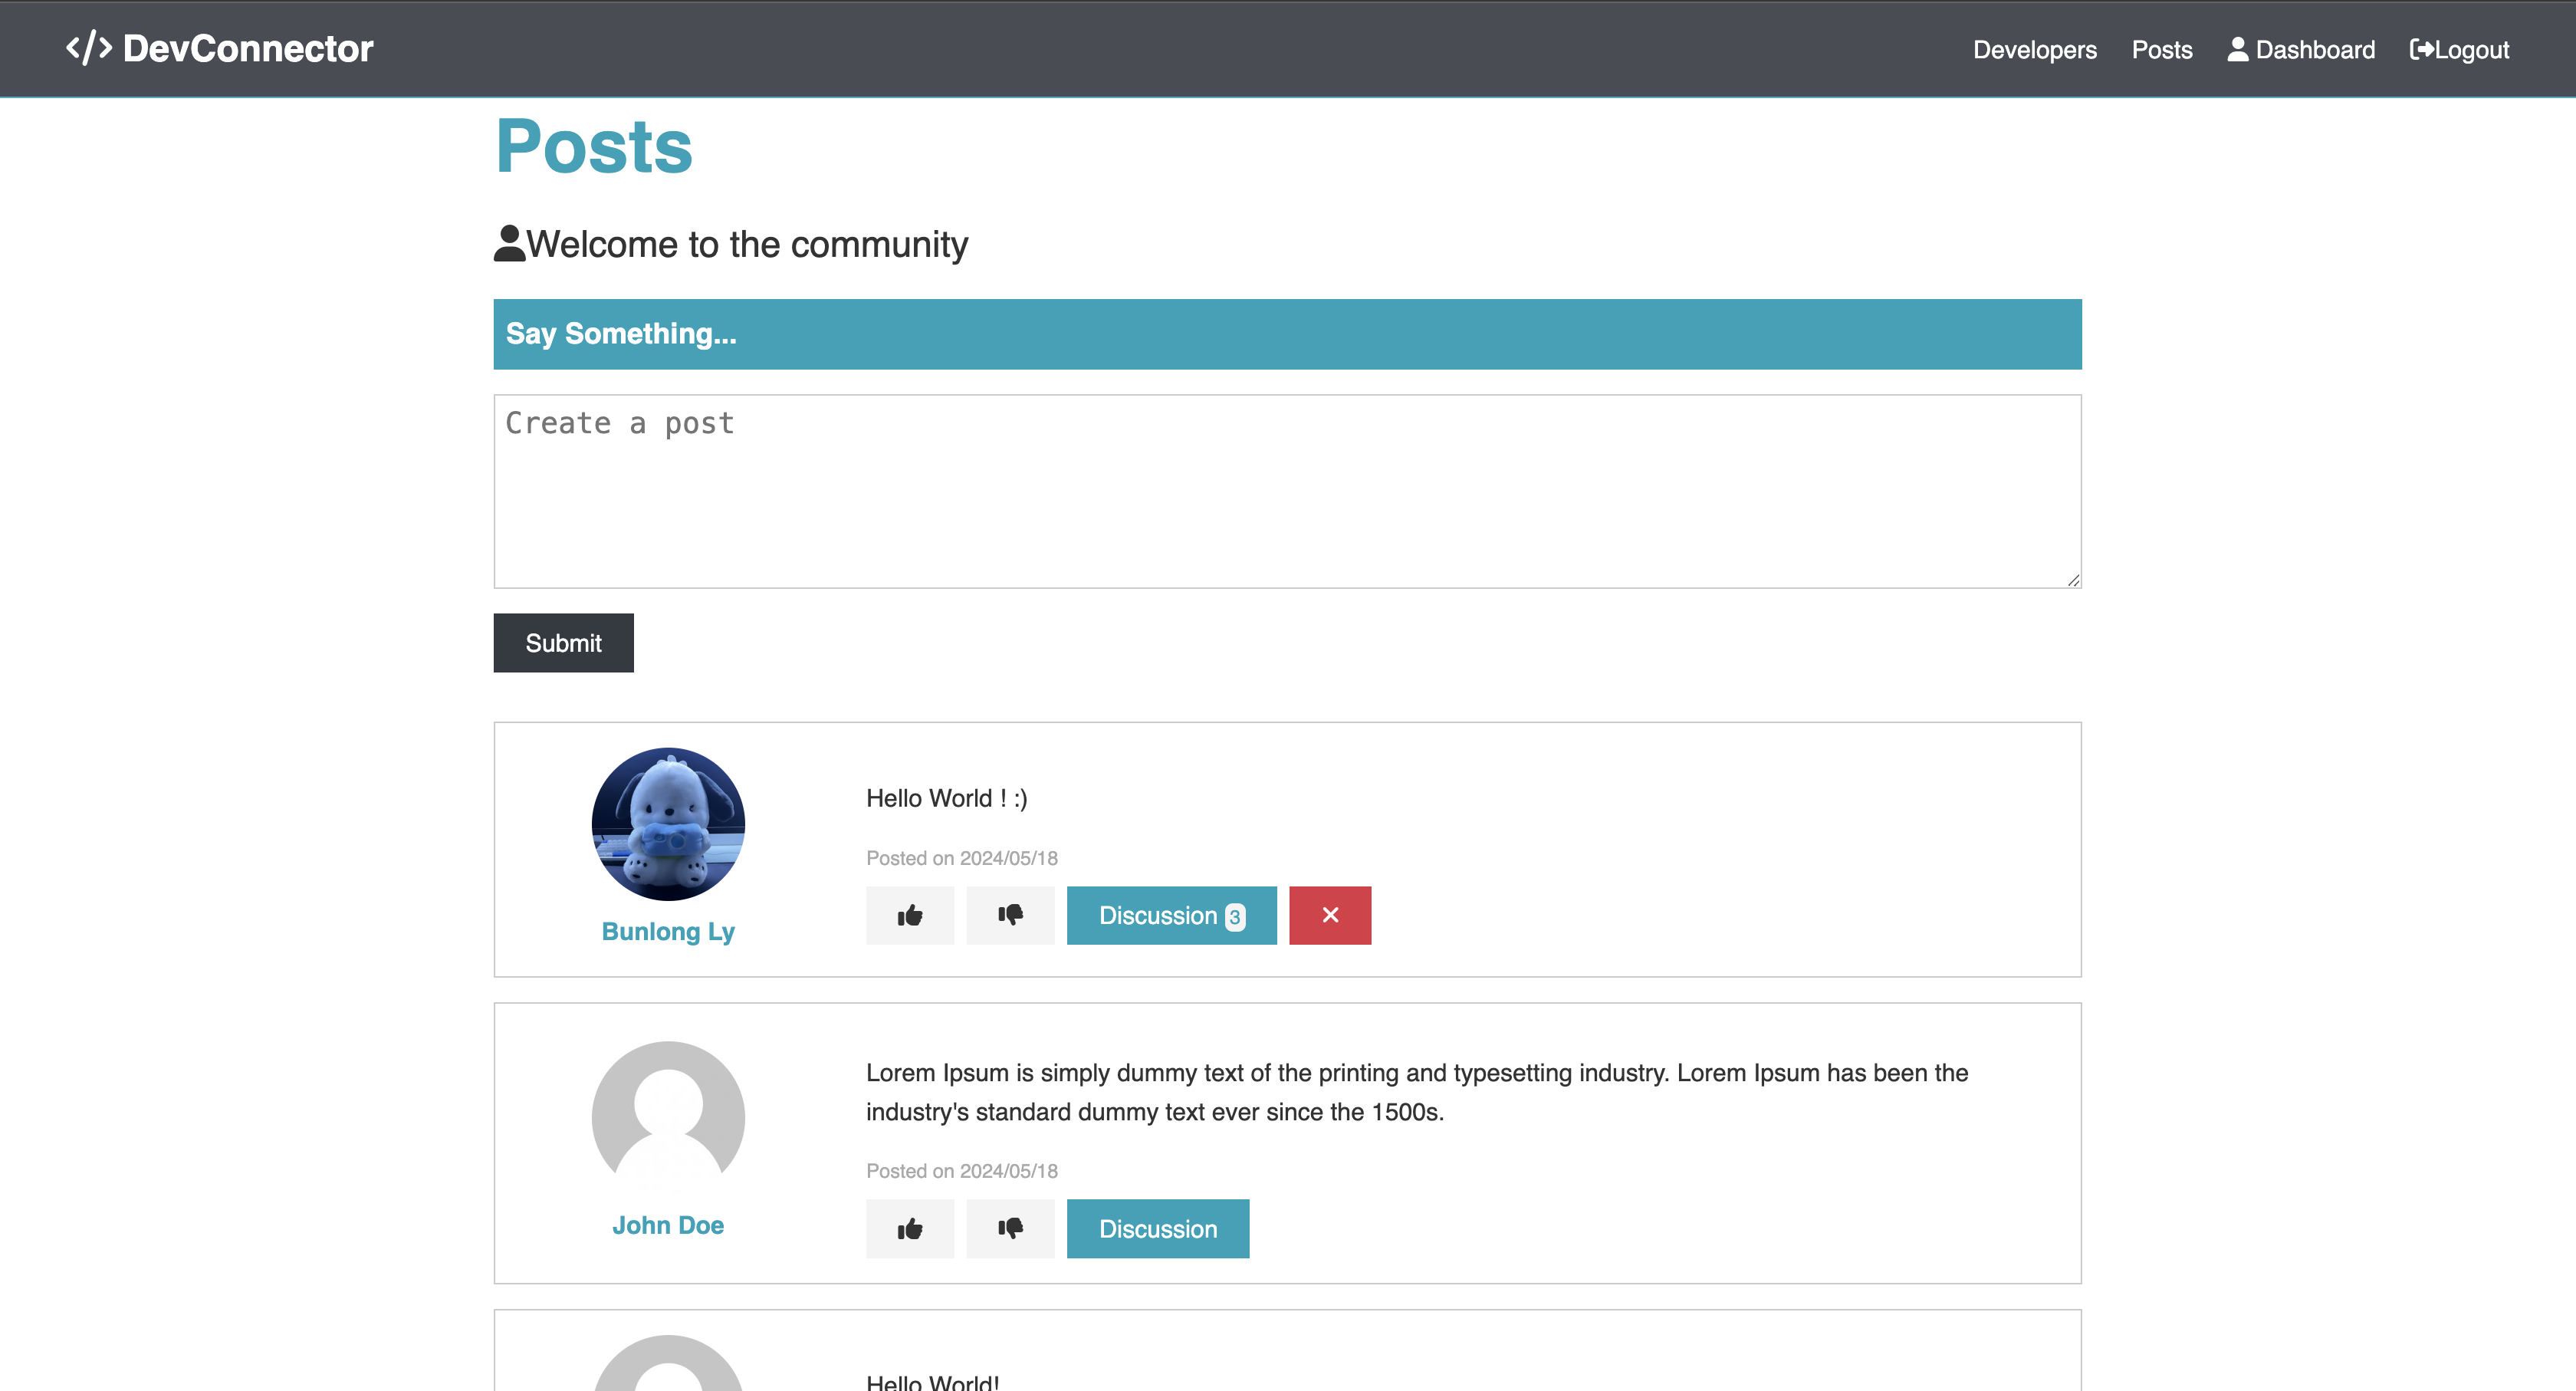 </> DevConnector
Developers Posts Dashboard Logout
Posts
Welcome to the community
Say Something...
Create a post
Submit
Hello World ! :)
Posted on 2024/05/18
Discussion 3
Bunlong Ly
Lorem Ipsum is simply dummy text of the printing and typesetting industry. Lorem Ipsum has been the
industry's standard dummy text ever since the 1500s.
Posted on 2024/05/18
John Doe
Discussion
Hello World!